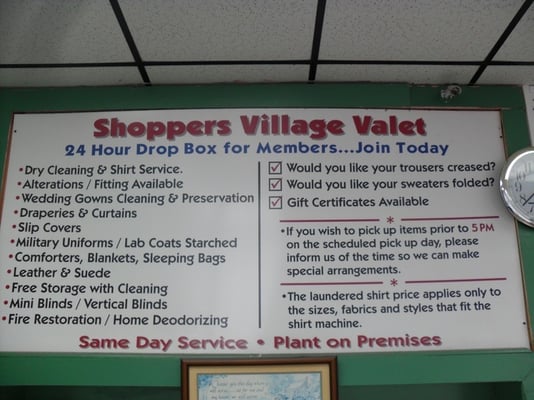 Shoppers Village Valet
24 Hour Drop Box for Members...Join Today
• Dry Cleaning & Shirt Service.
• Alterations / Fitting Available
• Wedding Gowns Cleaning & Preservation
• Draperies & Curtains
• Slip Covers
• Military Uniforms / Lab Coats Starched
• Comforters, Blankets, Sleeping Bags
• Leather & Suede
• Free Storage with Cleaning
• Mini Blinds / Vertical Blinds
• Fire Restoration / Home Deodorizing
☑ Would you like your trousers creased?
☑ Would you like your sweaters folded?
☑ Gift Certificates Available
*
• If you wish to pick up items prior to 5 PM
on the scheduled pick up day, please
inform us of the time so we can make
special arrangements.
*
• The laundered shirt price applies only to
the sizes, fabrics and styles that fit the
shirt machine.
Same Day Service • Plant on Premises